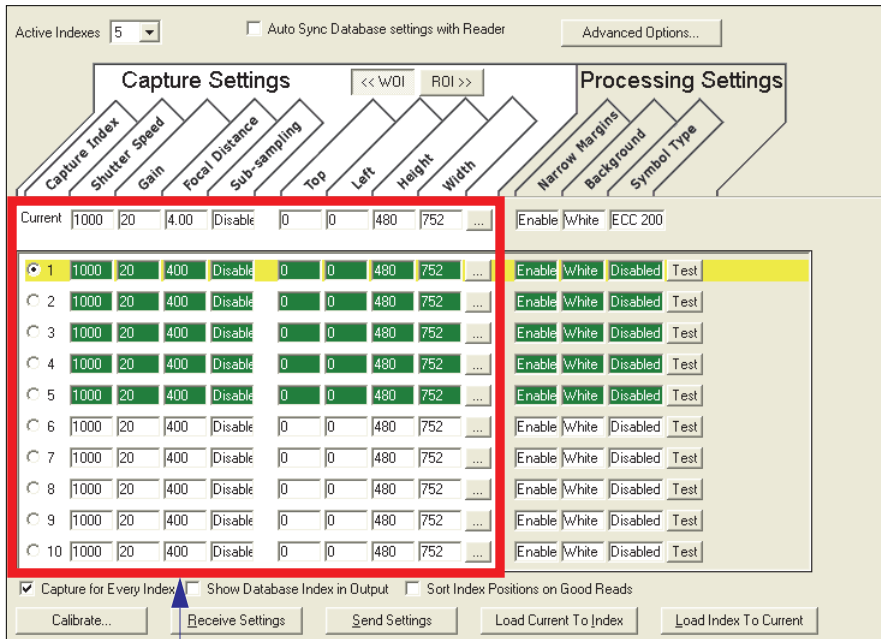 Active Indexes 5 Auto Sync Database settings with Reader Advanced Options...
Capture Settings << WOI ROI >> Processing Settings
Capture Index Shutter Speed Gain Focal Distance Sub-sampling Top Left Height Width Narrow Margins Background Symbol Type
Current 1000 20 4.00 Disable 0 0 480 752 ... Enable White ECC 200
1 1000 20 400 Disable 0 0 480 752 ... Enable White Disabled Test
2 1000 20 400 Disable 0 0 480 752 ... Enable White Disabled Test
3 1000 20 400 Disable 0 0 480 752 ... Enable White Disabled Test
4 1000 20 400 Disable 0 0 480 752 ... Enable White Disabled Test
5 1000 20 400 Disable 0 0 480 752 ... Enable White Disabled Test
6 1000 20 400 Disable 0 0 480 752 ... Enable White Disabled Test
7 1000 20 400 Disable 0 0 480 752 ... Enable White Disabled Test
8 1000 20 400 Disable 0 0 480 752 ... Enable White Disabled Test
9 1000 20 400 Disable 0 0 480 752 ... Enable White Disabled Test
10 1000 20 400 Disable 0 0 480 752 ... Enable White Disabled Test
Capture for Every Index Show Database Index in Output Sort Index Positions on Good Reads
Calibrate... Receive Settings Send Settings Load Current To Index Load Index To Current